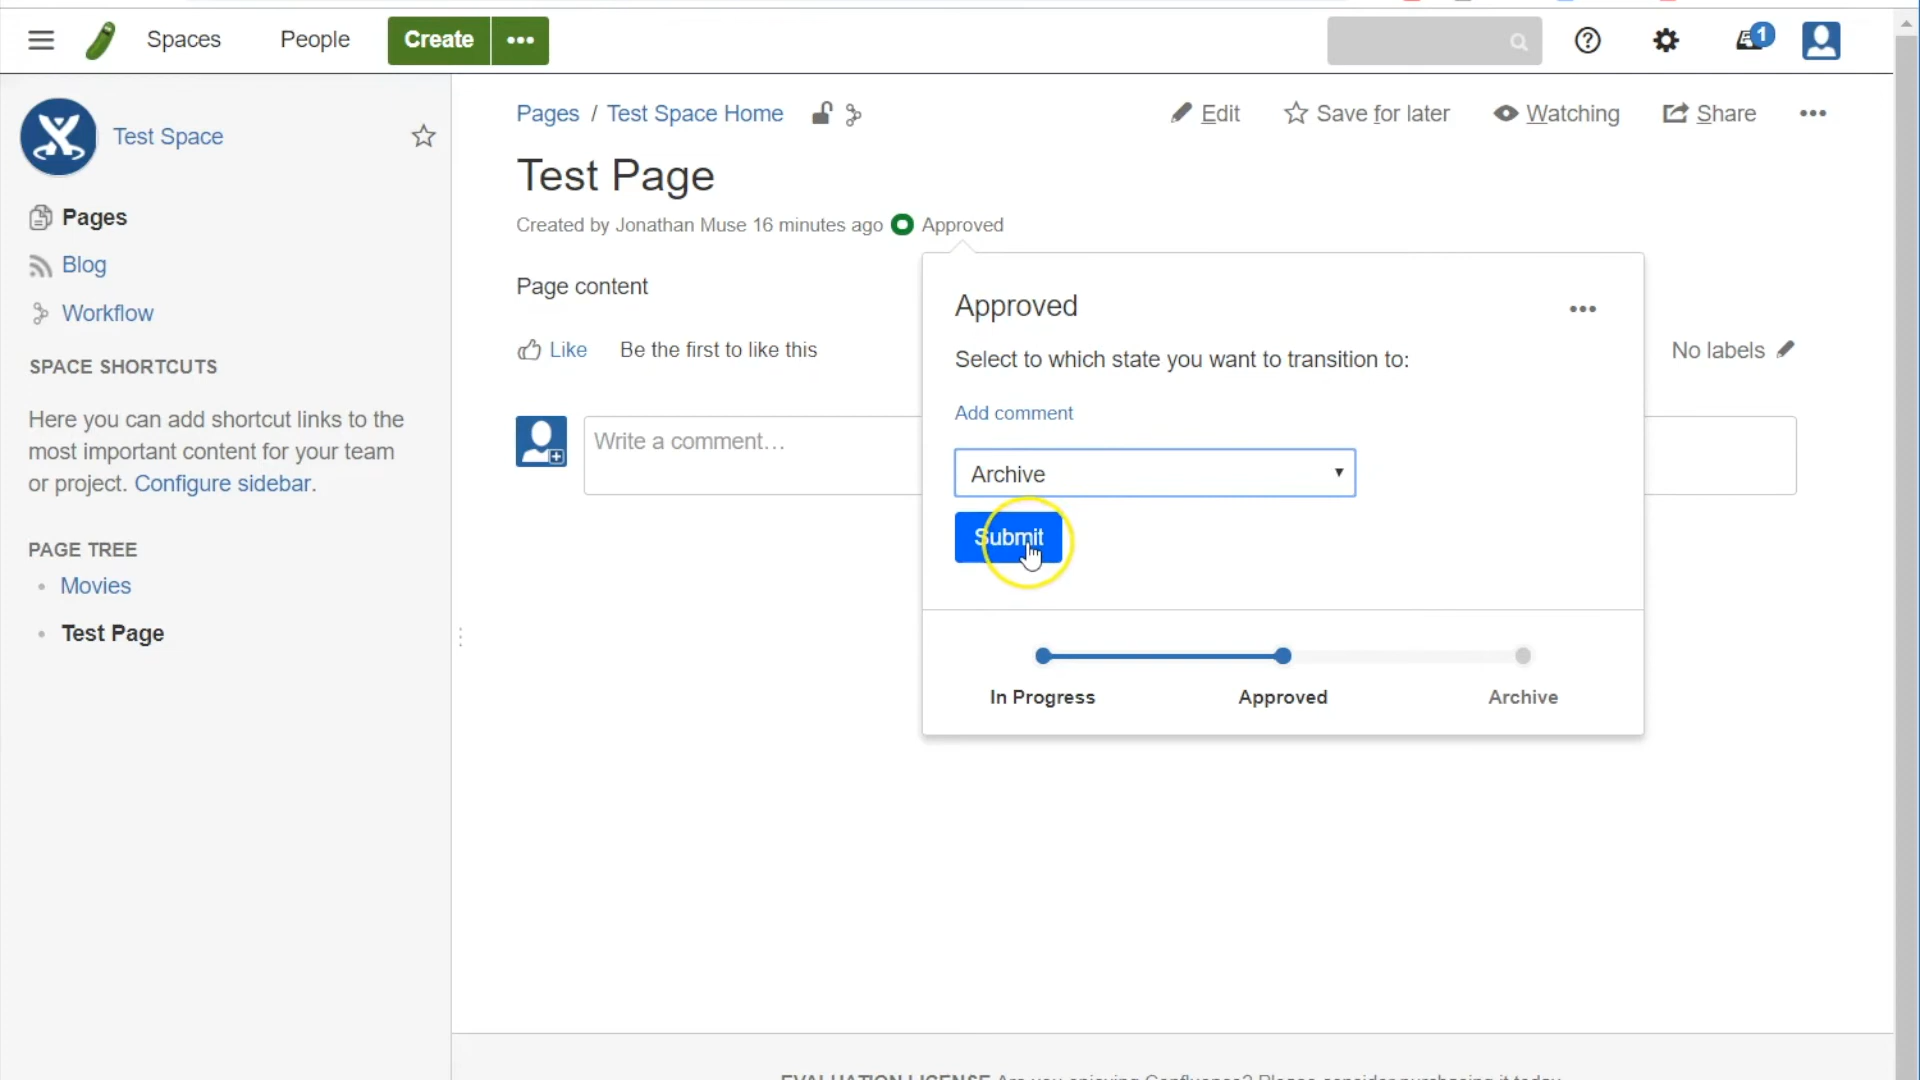 Spaces
People
Create
1
Test Space
Pages
Blog
Workflow
SPACE SHORTCUTS
Here you can add shortcut links to the
most important content for your team
or project. Configure sidebar.
PAGE TREE
Movies
Test Page
Pages / Test Space Home
Edit
Save for later
Watching
Share
Test Page
Created by Jonathan Muse 16 minutes ago Approved
Page content
Like Be the first to like this
No labels
Write a comment…
Approved
Select to which state you want to transition to:
Add comment
Archive
Submit
In Progress
Approved
Archive
EVALUATION LICENSE Are you enjoying Confluence? Please consider purchasing it today.